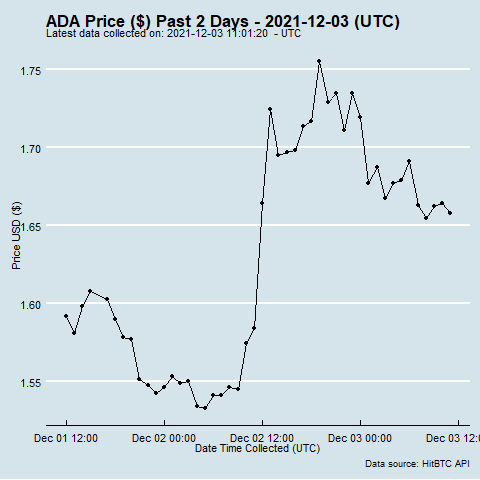 ADA Price ($) Past 2 Days - 2021-12-03 (UTC)
Latest data collected on: 2021-12-03 11:01:20  - UTC
1.75
1.70
1.65
1.60
1.55
Price USD ($)
Dec 01 12:00
Dec 02 00:00
Dec 02 12:00
Dec 03 00:00
Dec 03 12:
Date Time Collected (UTC)
Data source: HitBTC API